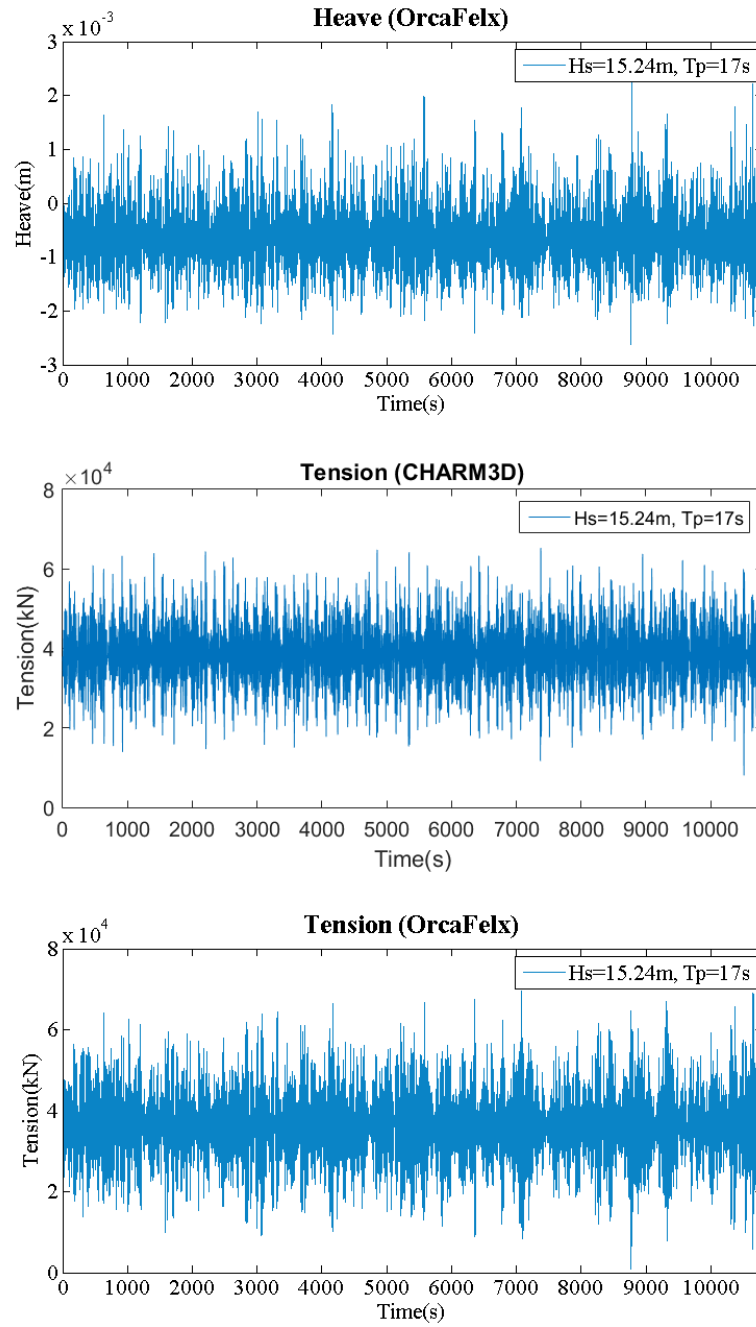 Heave (OrcaFelx)
x 10^-3
3
Hs=15.24m, Tp=17s
2
1
0
Heave(m)
-1
-2
-3
0 1000 2000 3000 4000 5000 6000 7000 8000 9000 10000
Time(s)
Tension (CHARM3D)
×10^4
8
Hs=15.24m, Tp=17s
6
4
Tension(kN)
2
0
0 1000 2000 3000 4000 5000 6000 7000 8000 9000 10000
Time(s)
Tension (OrcaFelx)
x 10^4
8
Hs=15.24m, Tp=17s
6
4
Tension(kN)
2
0
0 1000 2000 3000 4000 5000 6000 7000 8000 9000 10000
Time(s)